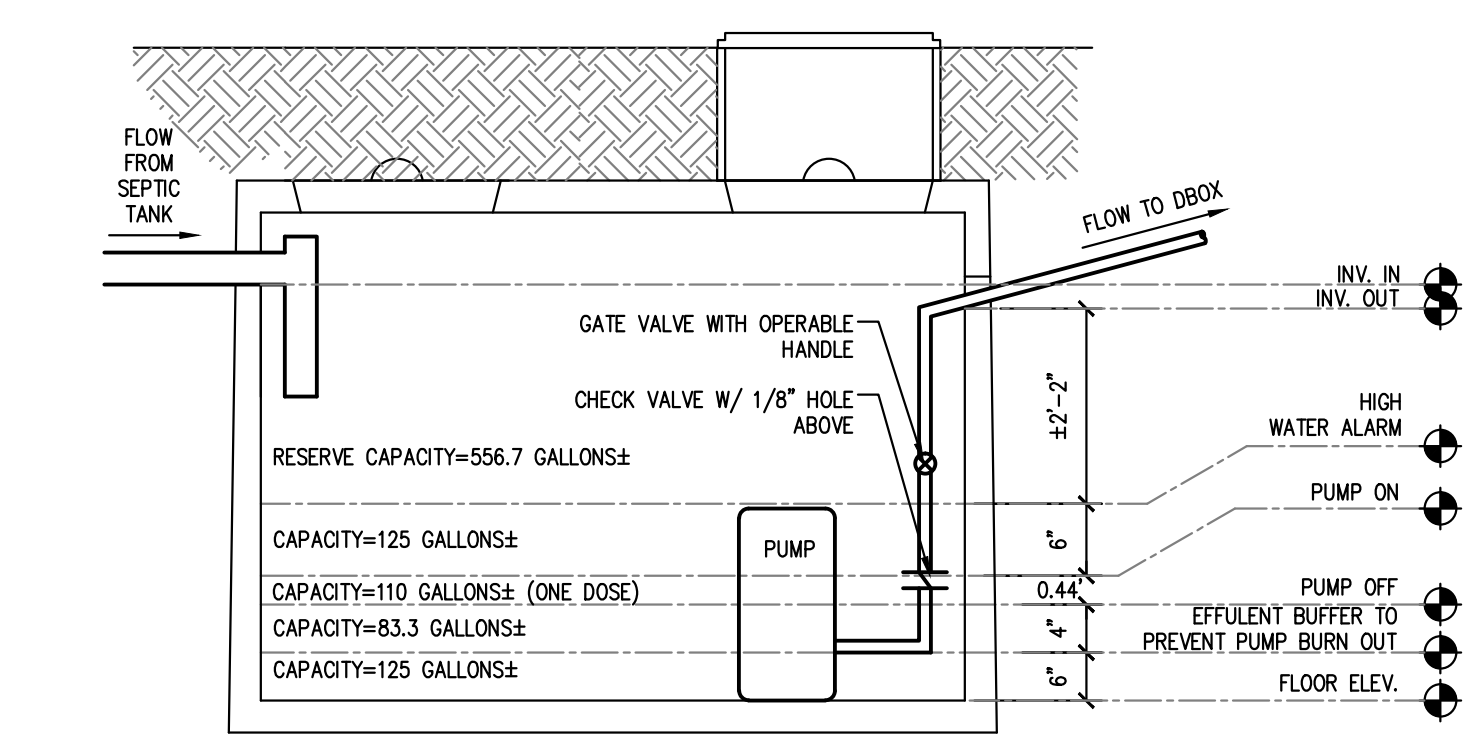 FLOW
FROM
SEPTIC
TANK
FLOW TO DBOX
INV. IN
INV. OUT
GATE VALVE WITH OPERABLE
HANDLE
±2'-2"
CHECK VALVE W/ 1/8" HOLE
ABOVE
HIGH
WATER ALARM
RESERVE CAPACITY=556.7 GALLONS±
PUMP ON
CAPACITY=125 GALLONS±
PUMP
6"
CAPACITY=110 GALLONS± (ONE DOSE)
0.44'
PUMP OFF
CAPACITY=83.3 GALLONS±
4"
EFFULENT BUFFER TO
PREVENT PUMP BURN OUT
CAPACITY=125 GALLONS±
6"
FLOOR ELEV.